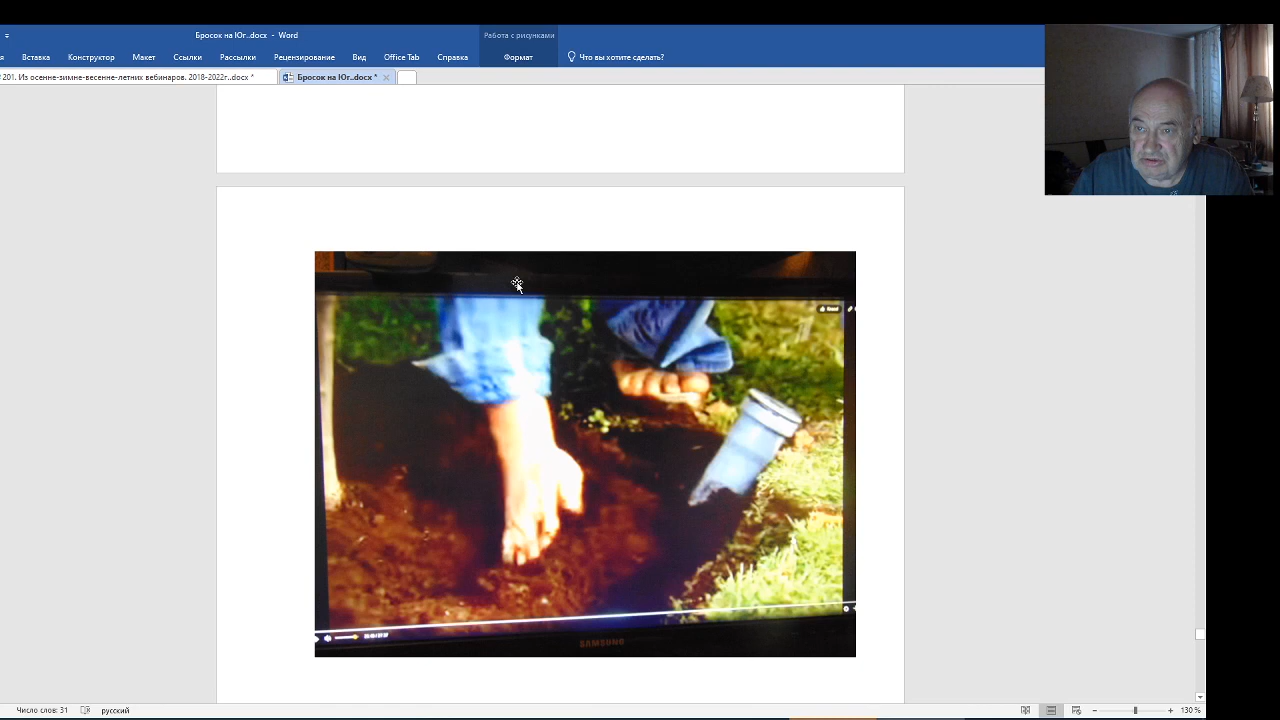 Бросок на Юг..docx - Word
Работа с рисунками
Вставка Конструктор Макет Ссылки Рассылки Рецензирование Вид Office Tab Справка Формат Что вы хотите сделать?
201. Из осенне-зимне-весенне-летних вебинаров. 2018-2022г..docx *
Бросок на Юг..docx *
SAMSUNG
Число слов: 31 русский 130 %